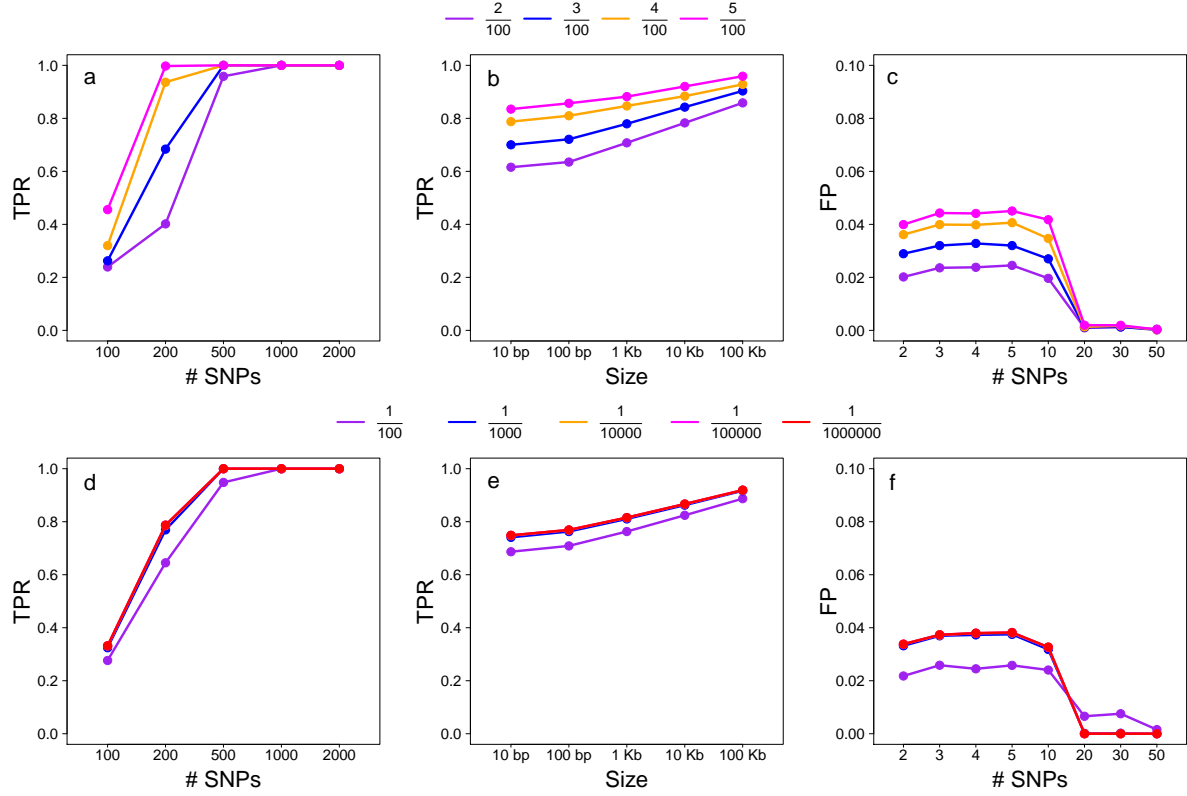 2/100 3/100 4/100 5/100
a
TPR
1.0
0.8
0.6
0.4
0.2
0.0
100 200 500 1000 2000
# SNPs
b
TPR
1.0
0.8
0.6
0.4
0.2
0.0
10 bp 100 bp 1 Kb 10 Kb 100 Kb
Size
c
FP
0.10
0.08
0.06
0.04
0.02
0.00
2 3 4 5 10 20 30 50
# SNPs
1/100 1/1000 1/10000 1/100000 1/1000000
d
TPR
1.0
0.8
0.6
0.4
0.2
0.0
100 200 500 1000 2000
# SNPs
e
TPR
1.0
0.8
0.6
0.4
0.2
0.0
10 bp 100 bp 1 Kb 10 Kb 100 Kb
Size
f
FP
0.10
0.08
0.06
0.04
0.02
0.00
2 3 4 5 10 20 30 50
# SNPs